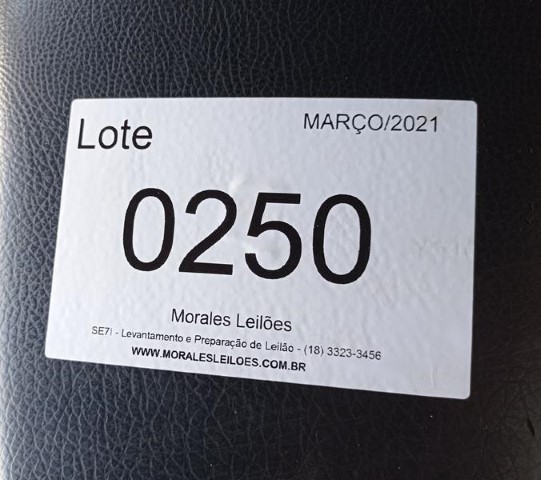 Lote
MARÇO/2021
0250
Morales Leilões
SE7I - Levantamento e Preparação de Leilão - (18) 3323-3456
WWW.MORALESLEILOES.COM.BR